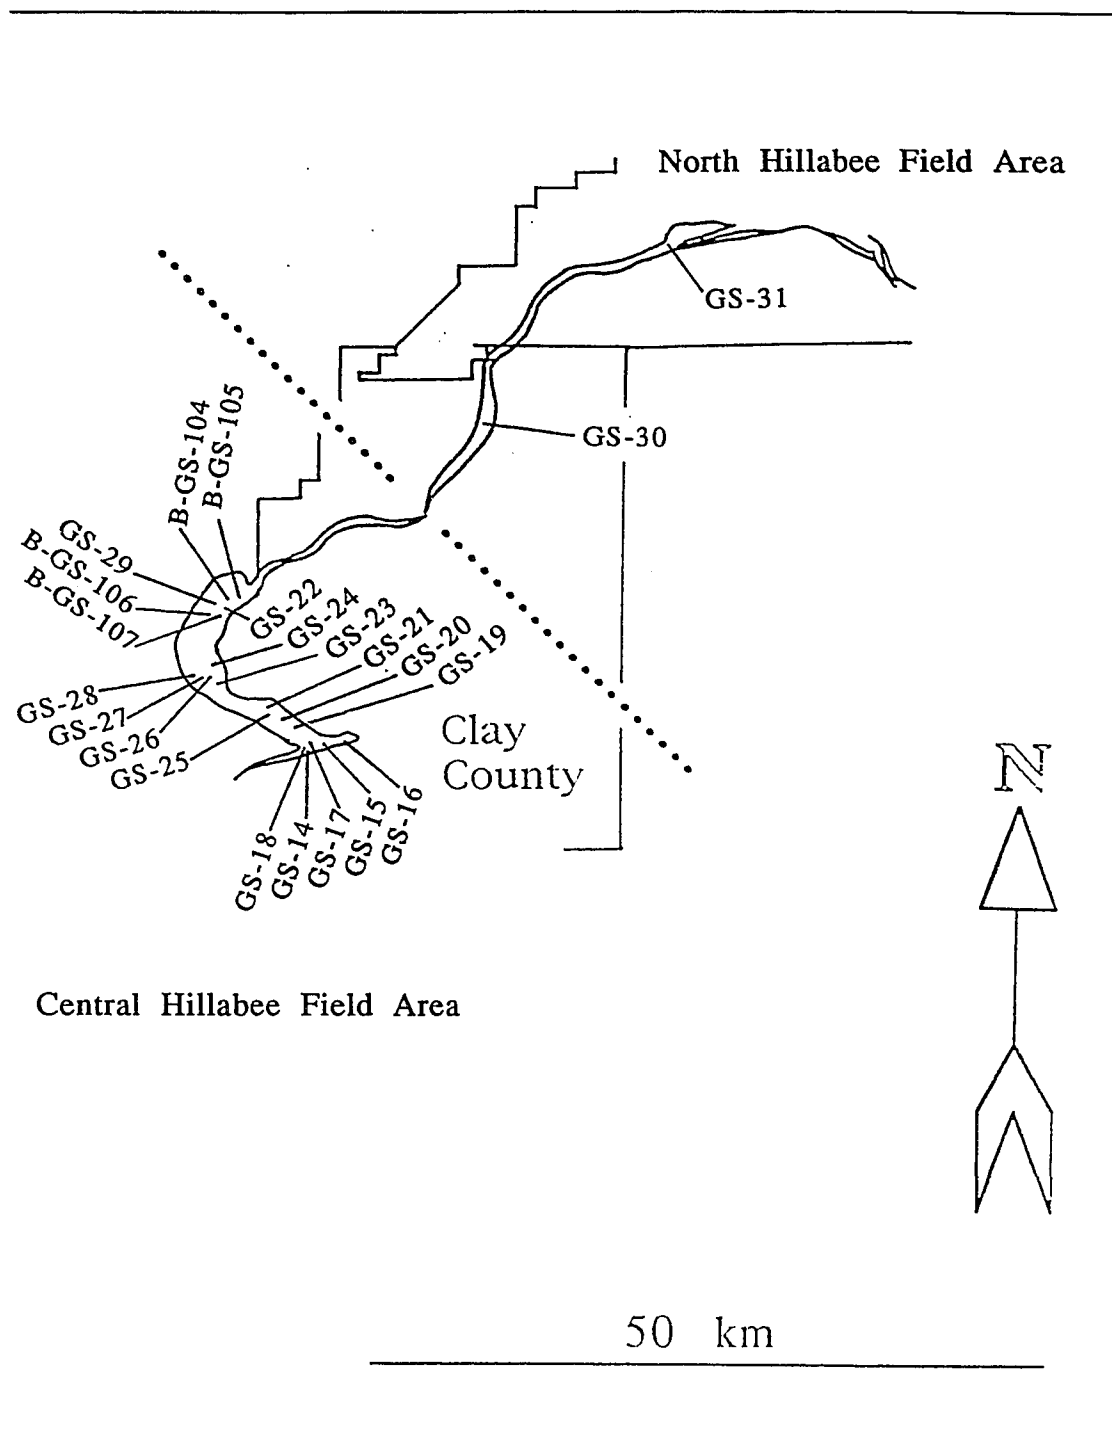 North Hillabee Field Area
GS-31
GS-30
B-GS-104
B-GS-105
GS-29
B-GS-106
B-GS-107
GS-22
GS-24
GS-23
GS-21
GS-20
GS-19
GS-28
GS-27
GS-26
GS-25
Clay
County
GS-18
GS-14
GS-17
GS-15
GS-16
N
Central Hillabee Field Area
50 km